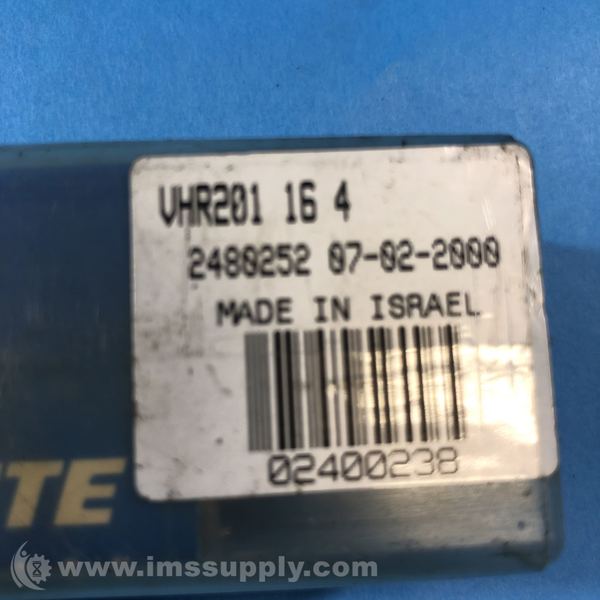 VHR201 16 4
2480252 07-02-2000
MADE IN ISRAEL
02400238
TE
www.imssupply.com